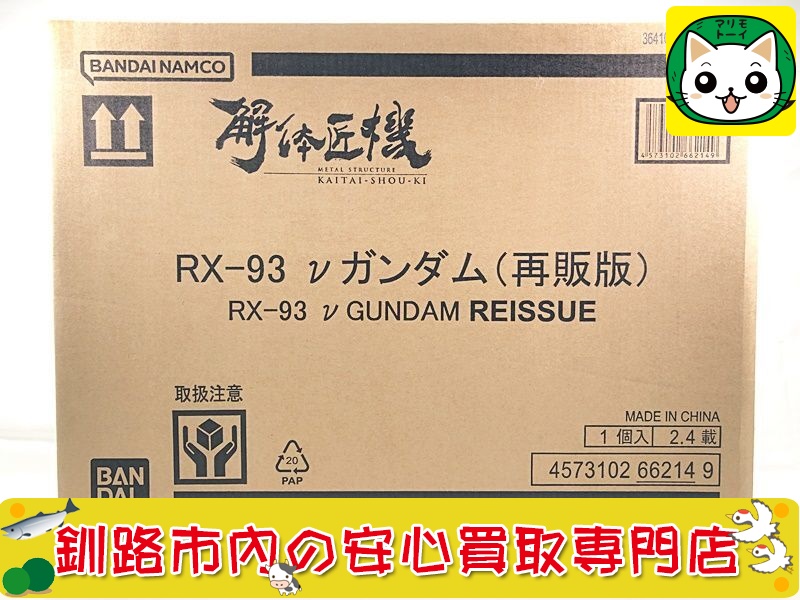 BANDAI NAMCO
マリモ
トーイ
解体匠機
METAL STRUCTURE
KAITAI-SHOU-KI
4573102662149
RX-93 νガンダム(再販版)
RX-93 ν GUNDAM REISSUE
取扱注意
20
PAP
MADE IN CHINA
1個入 2.4載
4573102 66214 9
BAN
DAI
釧路市内の安心買取専門店